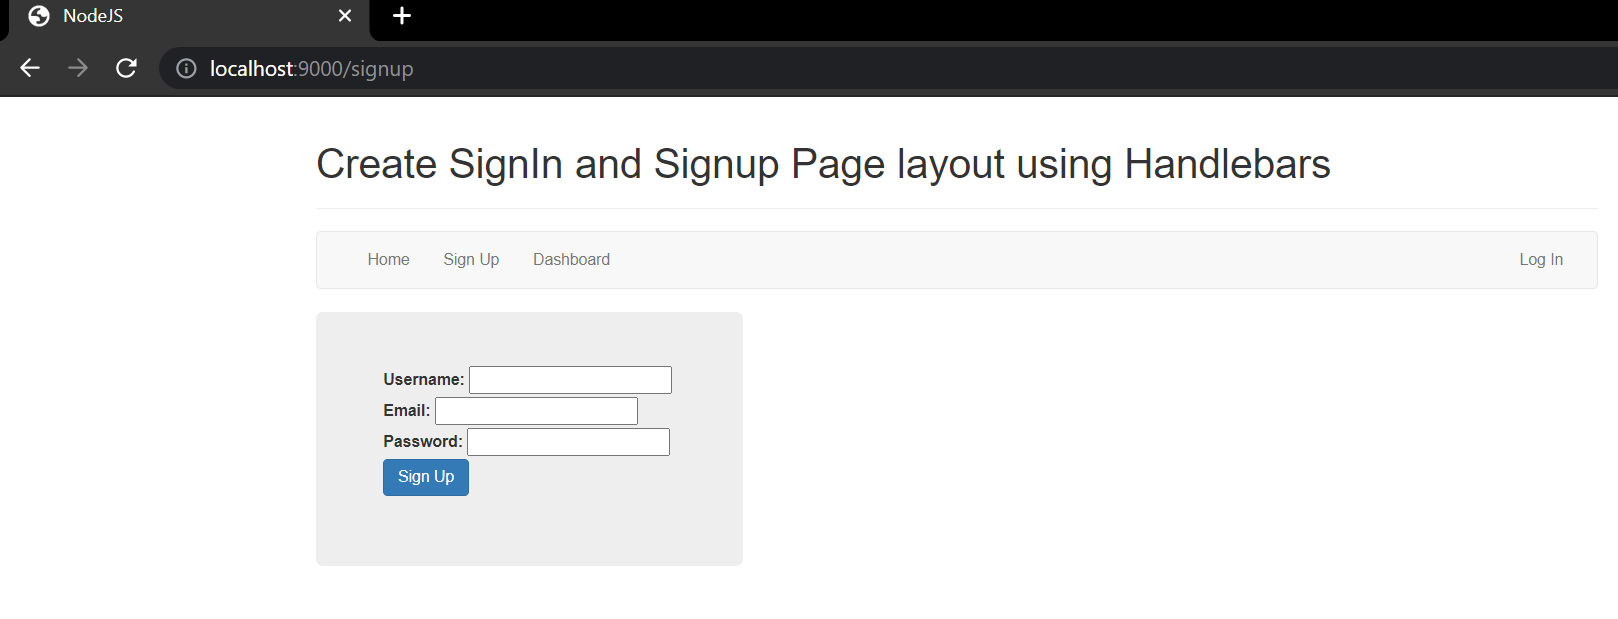 NodeJS
localhost:9000/signup
Create SignIn and Signup Page layout using Handlebars
Home Sign Up Dashboard Log In
Username:
Email:
Password:
Sign Up